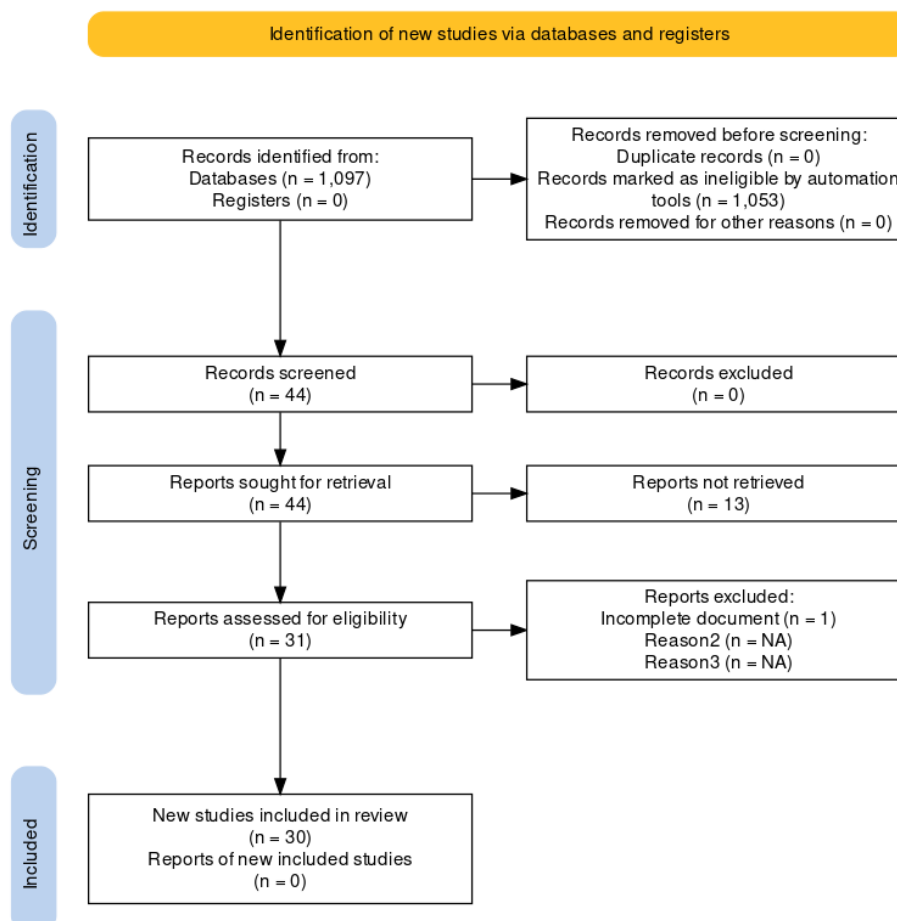 Identification of new studies via databases and registers
Identification
Records identified from:
Databases (n = 1,097)
Registers (n = 0)
Records removed before screening:
Duplicate records (n = 0)
Records marked as ineligible by automation
tools (n = 1,053)
Records removed for other reasons (n = 0)
Screening
Records screened
(n = 44)
Records excluded
(n = 0)
Reports sought for retrieval
(n = 44)
Reports not retrieved
(n = 13)
Reports assessed for eligibility
(n = 31)
Reports excluded:
Incomplete document (n = 1)
Reason2 (n = NA)
Reason3 (n = NA)
Included
New studies included in review
(n = 30)
Reports of new included studies
(n = 0)